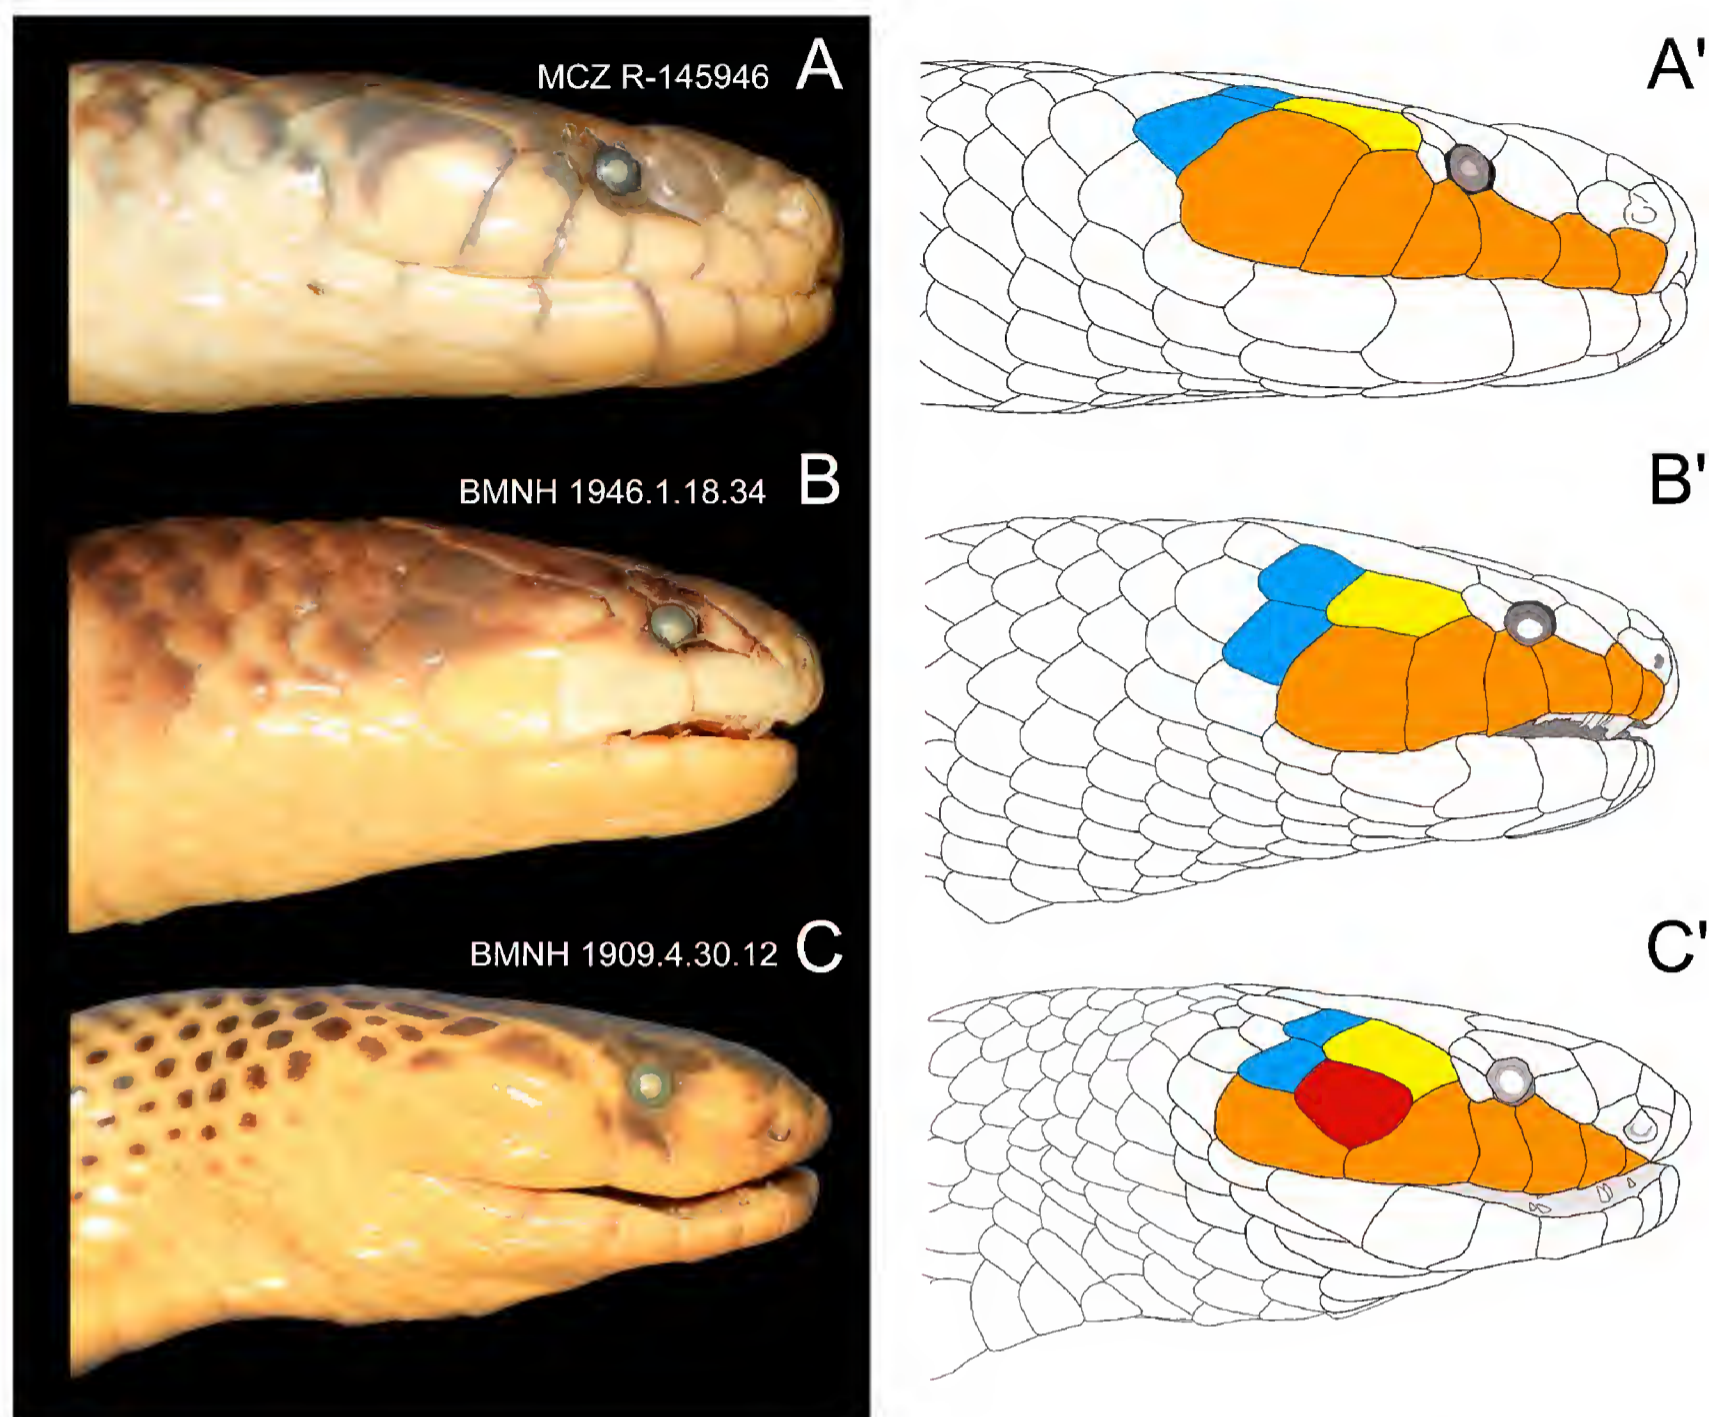 MCZ R-145946 A
A'
BMNH 1946.1.18.34 B
B'
BMNH 1909.4.30.12 C
C'